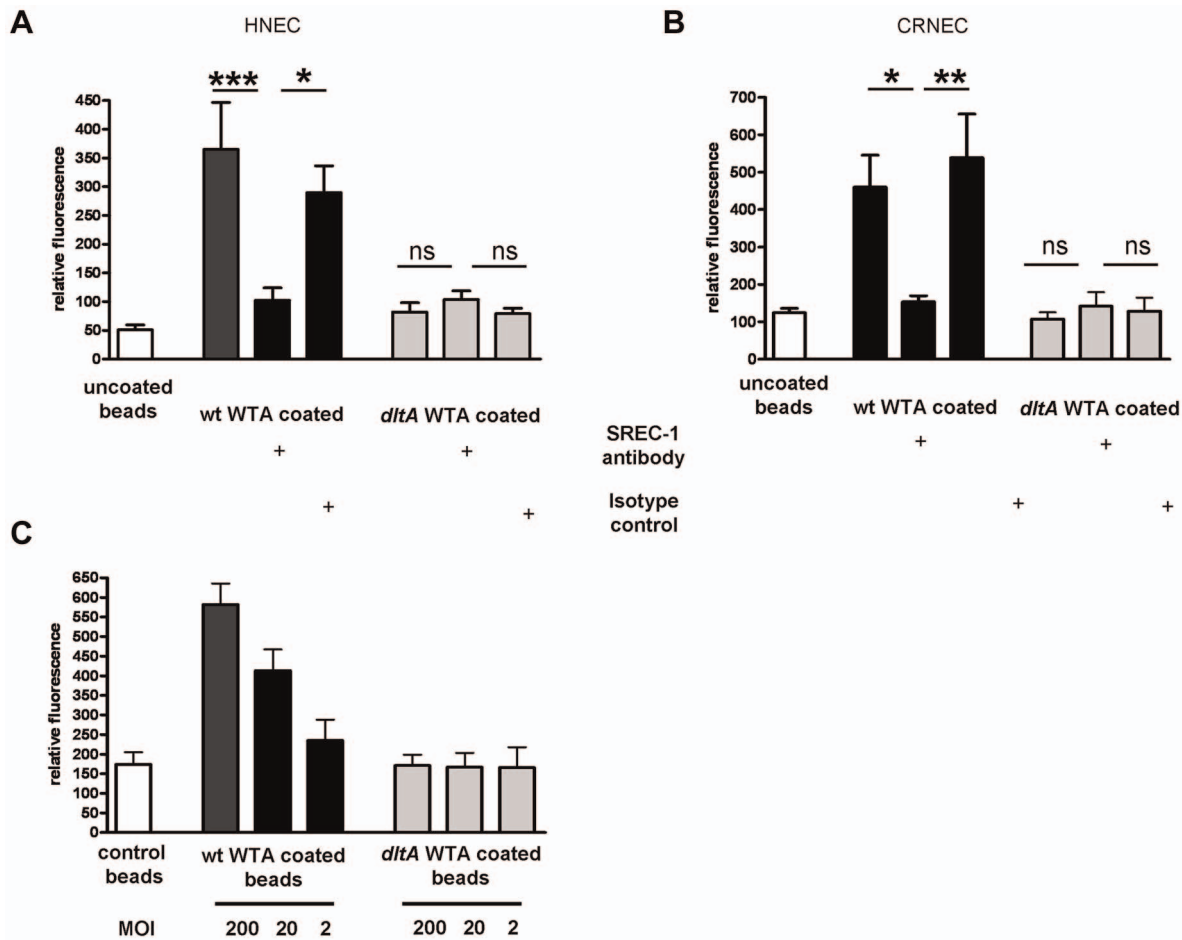 A
HNEC
*** *
relative fluorescence
450
400
350
300
250
200
150
100
50
0
ns ns
uncoated
beads
wt WTA coated
dltA WTA coated
+ +
+ +
B
CRNEC
* **
relative fluorescence
700
600
500
400
300
200
100
0
ns ns
uncoated
beads
wt WTA coated
dltA WTA coated
SREC-1
antibody
+ +
Isotype
control
+ +
C
relative fluorescence
650
600
550
500
450
400
350
300
250
200
150
100
50
0
control
beads
wt WTA coated
beads
dltA WTA coated
beads
MOI 200 20 2 200 20 2